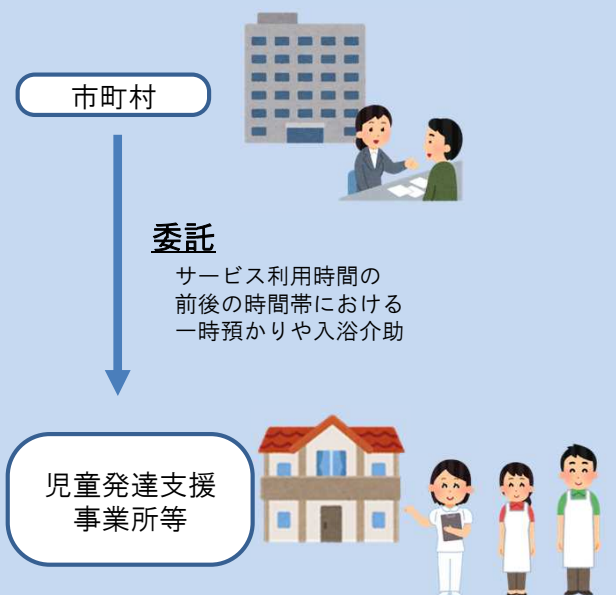 市町村
委託
サービス利用時間の
前後の時間帯における
一時預かりや入浴介助
児童発達支援
事業所等